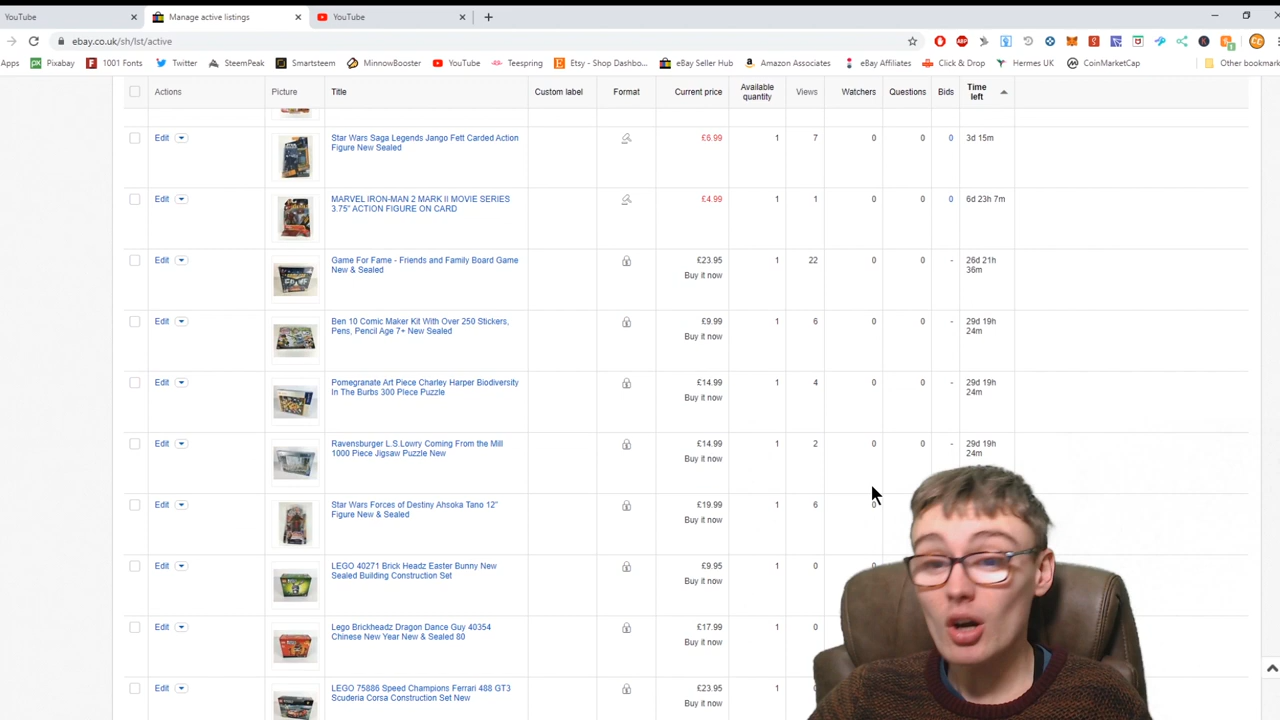 YouTube
Manage active listings
YouTube
ebay.co.uk/sh/lst/active
Apps Pixabay 1001 Fonts Twitter SteemPeak Smartsteem MinnowBooster YouTube Teespring Etsy - Shop Dashbo... eBay Seller Hub Amazon Associates eBay Affiliates Click & Drop Hermes UK CoinMarketCap Other bookmark
Actions Picture Title Custom label Format Current price Available quantity Views Watchers Questions Bids Time left
Edit Star Wars Saga Legends Jango Fett Carded Action £6.99 1 7 0 0 0 3d 15m
Figure New Sealed
Edit MARVEL IRON-MAN 2 MARK II MOVIE SERIES £4.99 1 1 0 0 0 6d 23h 7m
3.75" ACTION FIGURE ON CARD
Edit Game For Fame - Friends and Family Board Game £23.95 1 22 0 0 - 26d 21h
New & Sealed Buy it now 36m
Edit Ben 10 Comic Maker Kit With Over 250 Stickers, £9.99 1 6 0 0 - 29d 19h
Pens, Pencil Age 7+ New Sealed Buy it now 24m
Edit Pomegranate Art Piece Charley Harper Biodiversity £14.99 1 4 0 0 - 29d 19h
In The Burbs 300 Piece Puzzle Buy it now 24m
Edit Ravensburger L.S.Lowry Coming From the Mill £14.99 1 2 0 0 - 29d 19h
1000 Piece Jigsaw Puzzle New Buy it now 24m
Edit Star Wars Forces of Destiny Ahsoka Tano 12" £19.99 1 6 0
Figure New & Sealed Buy it now
Edit LEGO 40271 Brick Headz Easter Bunny New £9.95 1 0
Sealed Building Construction Set Buy it now
Edit Lego Brickheadz Dragon Dance Guy 40354 £17.99 1 0
Chinese New Year New & Sealed 80 Buy it now
Edit LEGO 75886 Speed Champions Ferrari 488 GT3 £23.95 1
Scuderia Corsa Construction Set New Buy it now